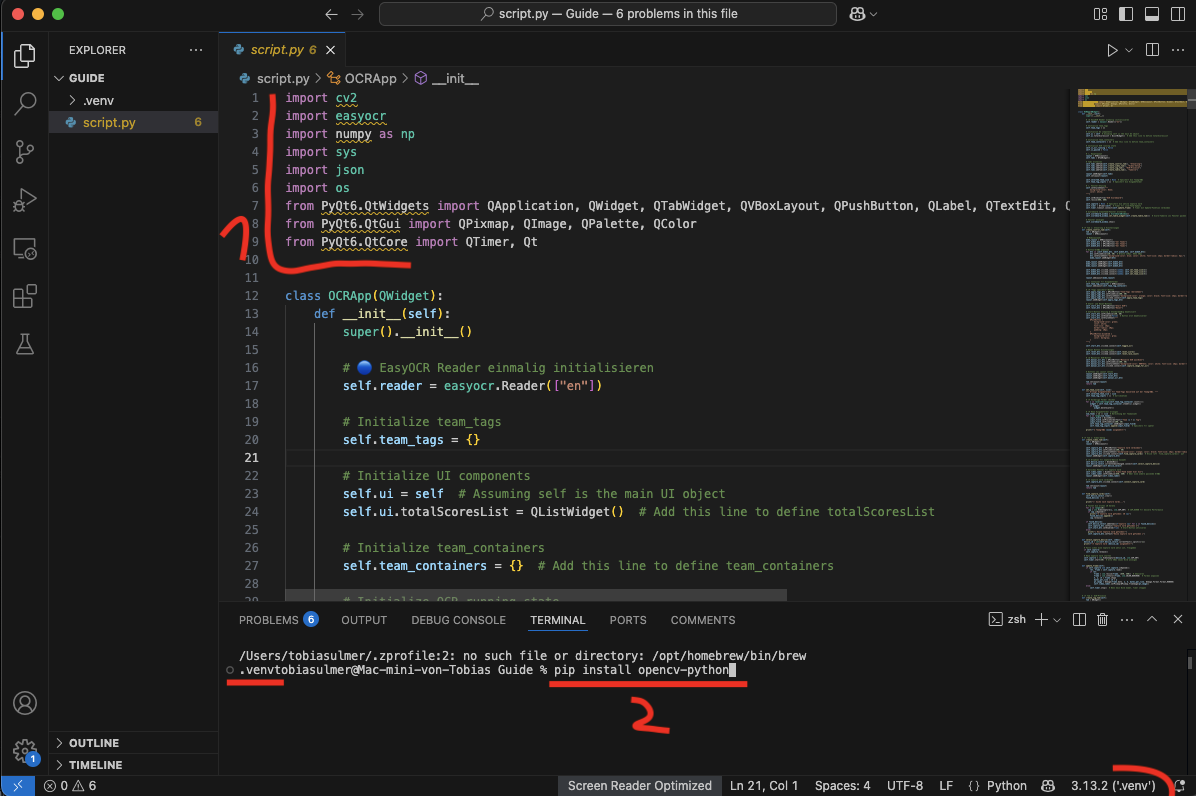 script.py — Guide — 6 problems in this file
EXPLORER
GUIDE
.venv
script.py 6
OUTLINE
TIMELINE
script.py 6
script.py > OCRApp > __init__
1 import cv2
2 import easyocr
3 import numpy as np
4 import sys
5 import json
6 import os
7 from PyQt6.QtWidgets import QApplication, QWidget, QTabWidget, QVBoxLayout, QPushButton, QLabel, QTextEdit,
8 from PyQt6.QtGui import QPixmap, QImage, QPalette, QColor
9 from PyQt6.QtCore import QTimer, Qt
10
11
12 class OCRApp(QWidget):
13 def __init__(self):
14 super().__init__()
15
16 # 🔵 EasyOCR Reader einmalig initialisieren
17 self.reader = easyocr.Reader(["en"])
18
19 # Initialize team_tags
20 self.team_tags = {}
21
22 # Initialize UI components
23 self.ui = self # Assuming self is the main UI object
24 self.ui.totalScoresList = QListWidget() # Add this line to define totalScoresList
25
26 # Initialize team_containers
27 self.team_containers = {} # Add this line to define team_containers
28
29 # Initialize OCR running state
1
PROBLEMS 6 OUTPUT DEBUG CONSOLE TERMINAL PORTS COMMENTS
zsh
/Users/tobiasulmer/.zprofile:2: no such file or directory: /opt/homebrew/bin/brew
.venvtobiasulmer@Mac-mini-von-Tobias Guide % pip install opencv-python
2
1
0 6 Screen Reader Optimized Ln 21, Col 1 Spaces: 4 UTF-8 LF {} Python 3.13.2 ('.venv')